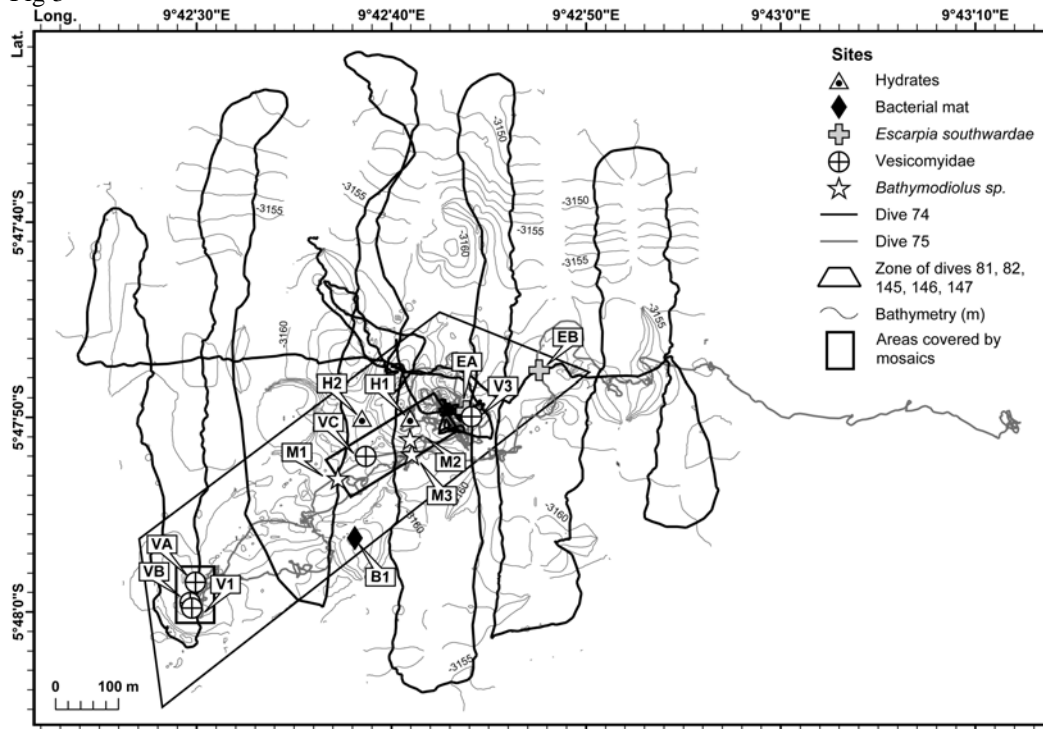 Fig 3
Long. 9°42'30"E 9°42'40"E 9°42'50"E 9°43'0"E 9°43'10"E
Lat.
5°47'40"S
5°47'50"S
5°48'0"S
Sites
Hydrates
Bacterial mat
Escarpia southwardae
Vesicomyidae
Bathymodiolus sp.
Dive 74
Dive 75
Zone of dives 81, 82,
145, 146, 147
Bathymetry (m)
Areas covered by
mosaics
-3150
-3155
-3155
-3150
-3155
-3160
-3155
-3155
-3160
EB
EA
H2
H1
V3
VC
M1
M2
M3
-3160
-3160
-3160
VA
VB
V1
B1
-3155
0 100 m